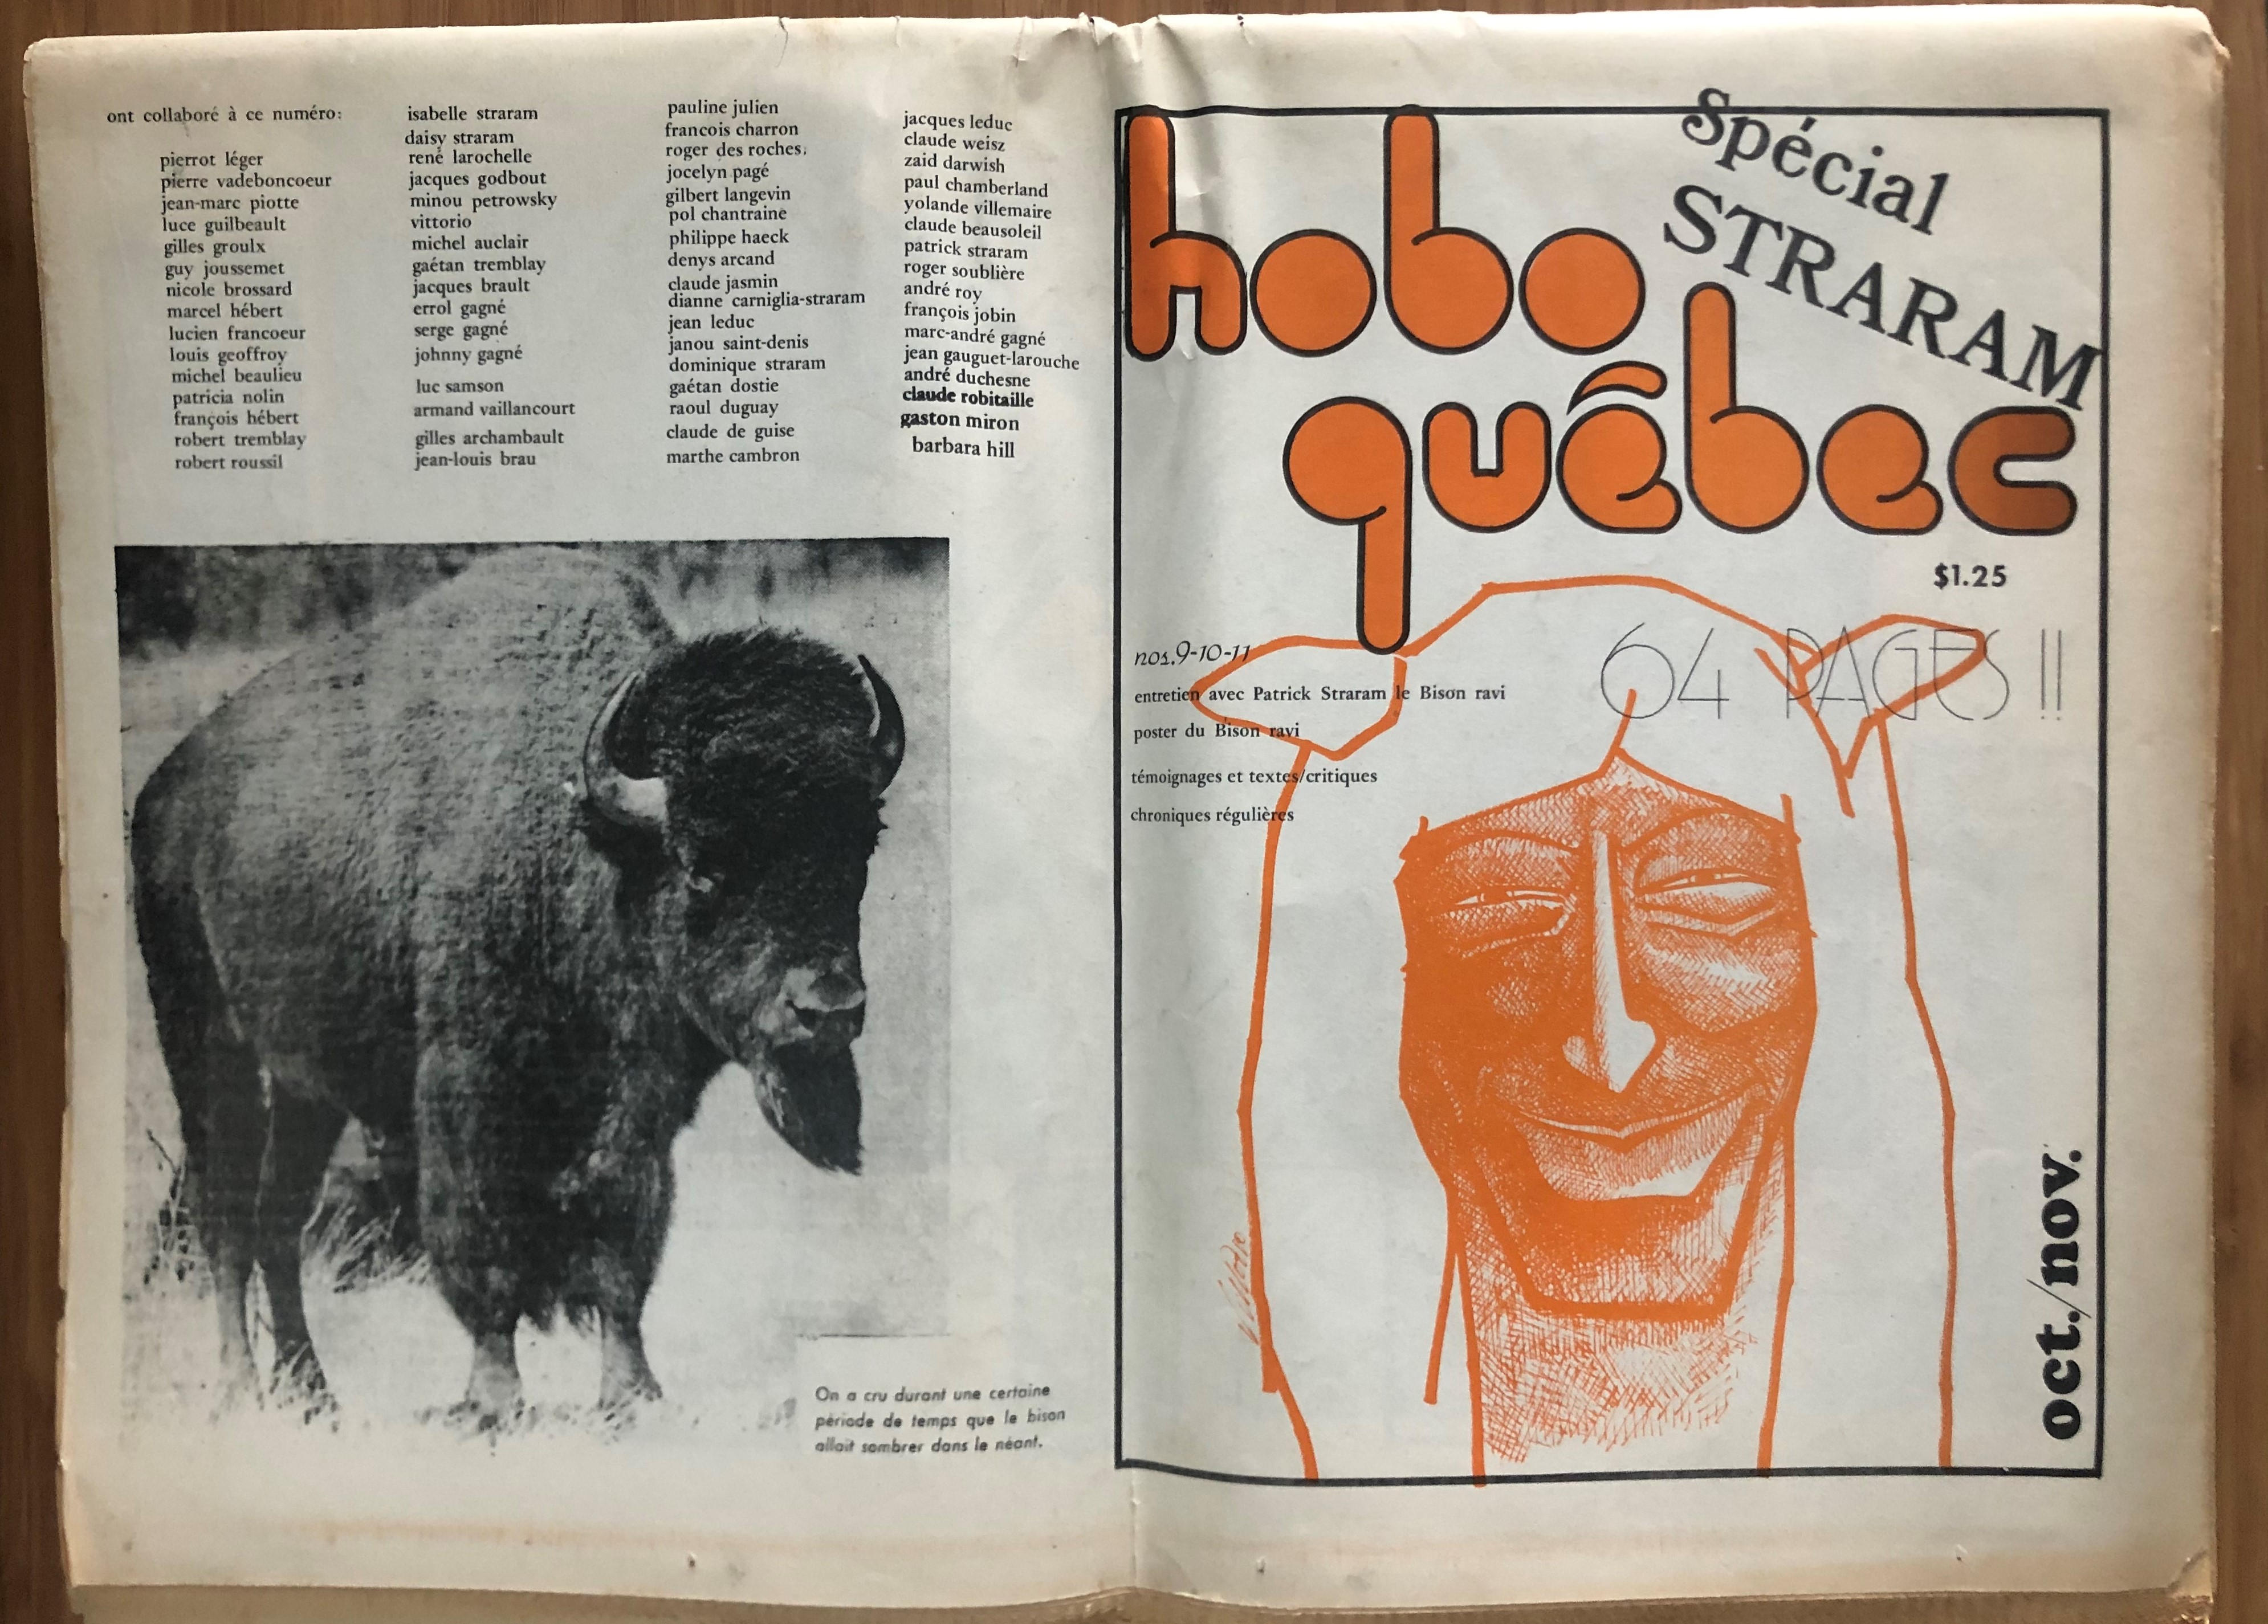 ont collaboré à ce numéro:
pierrot léger
pierre vadeboncoeur
jean-marc piotte
luce guilbeault
gilles groulx
guy joussemet
nicole brossard
marcel hébert
lucien francoeur
louis geoffroy
michel beaulieu
patricia nolin
françois hébert
robert tremblay
robert roussil
isabelle straram
daisy straram
rené larochelle
jacques godbout
minou petrowsky
vittorio
michel auclair
gaétan tremblay
jacques brault
errol gagné
serge gagné
johnny gagné
luc samson
armand vaillancourt
gilles archambault
jean-louis brau
pauline julien
francois charron
roger des roches.
jocelyn pagé
gilbert langevin
pol chantraine
philippe haeck
denys arcand
claude jasmin
dianne carniglia-straram
jean leduc
janou saint-denis
dominique straram
gaétan dostie
raoul duguay
claude de guise
marthe cambron
jacques leduc
claude weisz
zaid darwish
paul chamberland
yolande villemaire
claude beausoleil
patrick straram
roger soublière
andré roy
françois jobin
marc-andré gagné
jean gauguet-larouche
andré duchesne
claude robitaille
gaston miron
barbara hill
On a cru durant une certaine
période de temps que le bison
allait sombrer dans le néant.
Spécial
STRARAM
hobo
québec
$1.25
64 PAGES !!
nos.9-10-11
entretien avec Patrick Straram le Bison ravi
poster du Bison ravi
témoignages et textes/critiques
chroniques régulières
oct./nov.